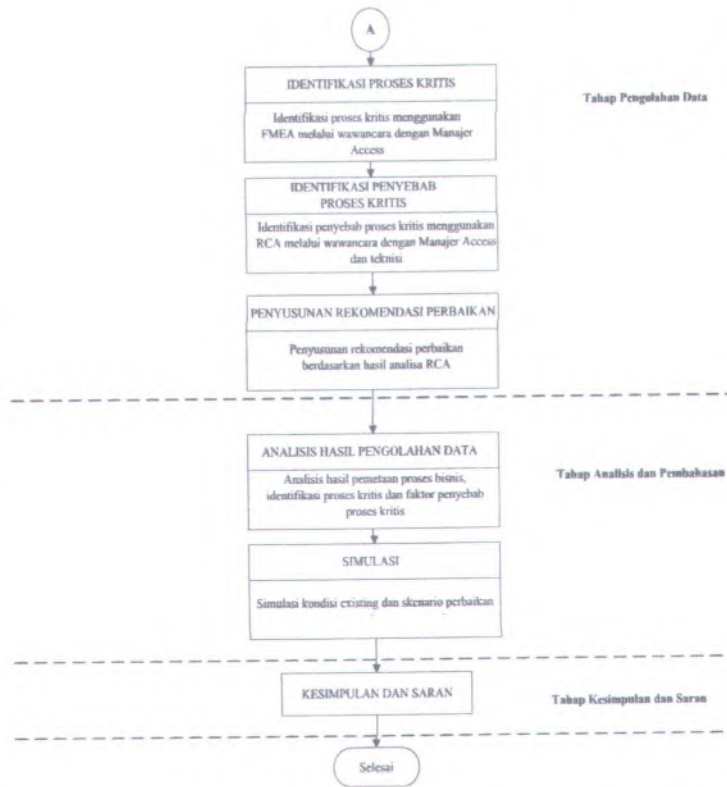 A
IDENTIFIKASI PROSES KRITIS
Tahap Pengolahan Data
Identifikasi proses kritis menggunakan
FMEA melalui wawancara dengan Manajer
Access
IDENTIFIKASI PENYEBAB
PROSES KRITIS
Identifikasi penyebab proses kritis menggunakan
RCA melalui wawancara dengan Manajer Access
dan teknisi
PENYUSUNAN REKOMENDASI PERBAIKAN
Penyusunan rekomendasi perbaikan
berdasarkan hasil analisa RCA
ANALISIS HASIL PENGOLAHAN DATA
Tahap Analisis dan Pembahasan
Analisis hasil pemetaan proses bisnis,
identifikasi proses kritis dan faktor penyebab
proses kritis
SIMULASI
Simulasi kondisi existing dan skenario perbaikan
KESIMPULAN DAN SARAN
Tahap Kesimpulan dan Saran
Selesai